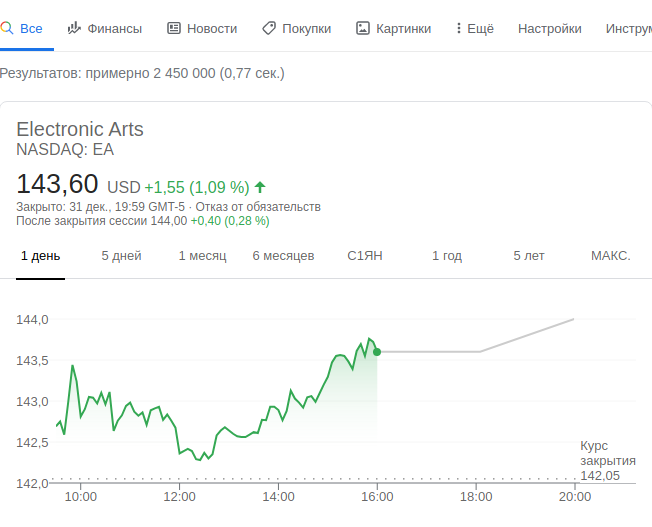 Все Финансы Новости Покупки Картинки Ещё Настройки Инструм
Результатов: примерно 2 450 000 (0,77 сек.)
Electronic Arts
NASDAQ: EA
143,60 USD +1,55 (1,09 %)
Закрыто: 31 дек., 19:59 GMT-5 · Отказ от обязательств
После закрытия сессии 144,00 +0,40 (0,28 %)
1 день 5 дней 1 месяц 6 месяцев С1ЯН 1 год 5 лет МАКС.
144,0
143,5
143,0
142,5
Курс
закрытия
142,05
142,0
10:00 12:00 14:00 16:00 18:00 20:00